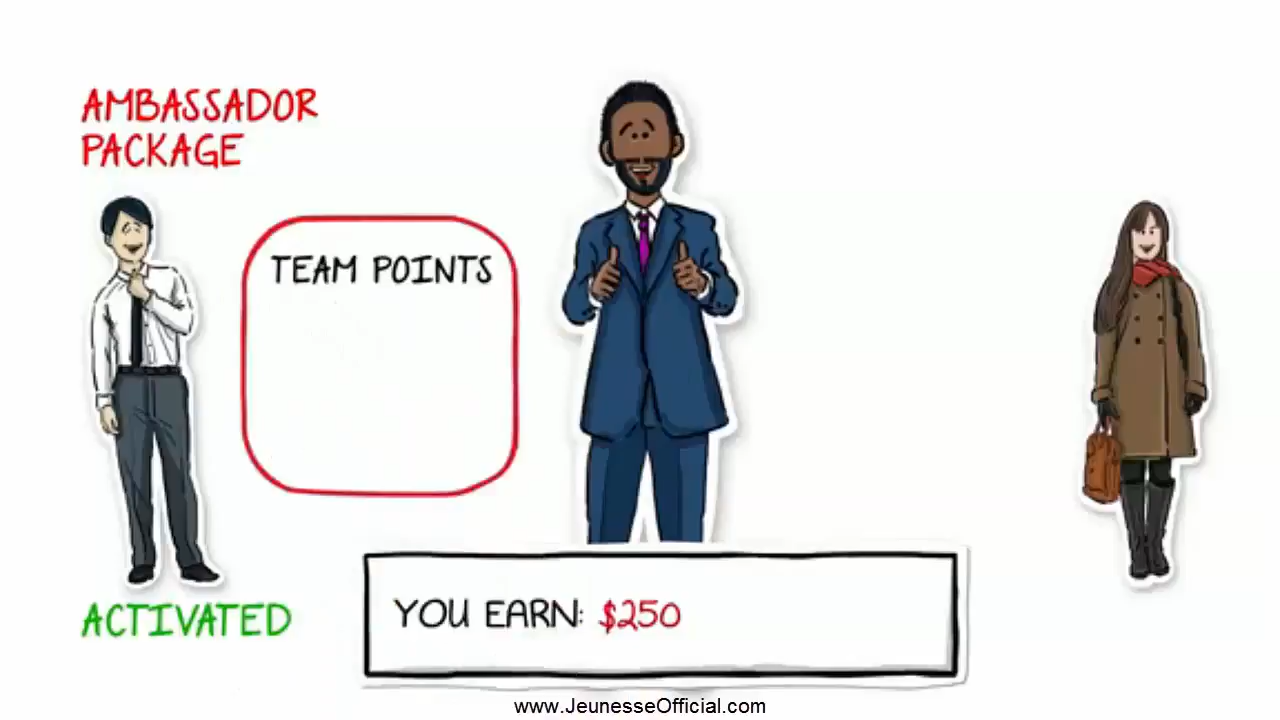 AMBASSADOR
PACKAGE
TEAM POINTS
ACTIVATED
YOU EARN: $250
www.JeunesseOfficial.com